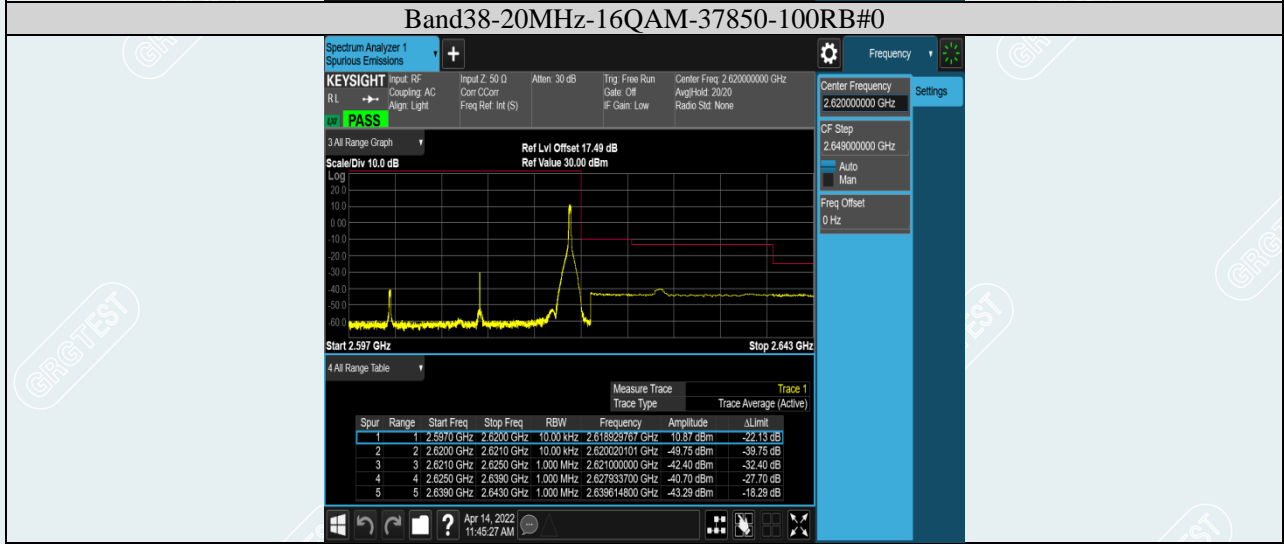 Band38-20MHz-16QAM-37850-100RB#0
Spectrum Analyzer 1
Spurious Emissions
+
Frequency
KEYSIGHT Input: RF Input Z: 50 Ω Atten: 30 dB Trig: Free Run Center Freq: 2.620000000 GHz
RL Coupling: AC Corr CCorr Gate: Off Avg|Hold: 20/20
Align: Light Freq Ref: Int (S) IF Gain: Low Radio Std: None
LV PASS
Center Frequency
2.620000000 GHz
Settings
CF Step
2.649000000 GHz
Auto
Man
Freq Offset
0 Hz
3 All Range Graph
Ref Lvl Offset 17.49 dB
Scale/Div 10.0 dB Ref Value 30.00 dBm
Log
20.0
10.0
0.00
-10.0
-20.0
-30.0
-40.0
-50.0
-60.0
Start 2.597 GHz Stop 2.643 GHz
4 All Range Table
Measure Trace Trace 1
Trace Type Trace Average (Active)
Spur Range Start Freq Stop Freq RBW Frequency Amplitude ΔLimit
1 1 2.5970 GHz 2.6200 GHz 10.00 kHz 2.618929767 GHz 10.87 dBm -22.13 dB
2 2 2.6200 GHz 2.6210 GHz 10.00 kHz 2.620020101 GHz -49.75 dBm -39.75 dB
3 3 2.6210 GHz 2.6250 GHz 1.000 MHz 2.621000000 GHz -42.40 dBm -32.40 dB
4 4 2.6250 GHz 2.6390 GHz 1.000 MHz 2.627933700 GHz -40.70 dBm -27.70 dB
5 5 2.6390 GHz 2.6430 GHz 1.000 MHz 2.639614800 GHz -43.29 dBm -18.29 dB
? Apr 14, 2022
11:45:27 AM
GRGTEST
GRGTEST
GRGTEST